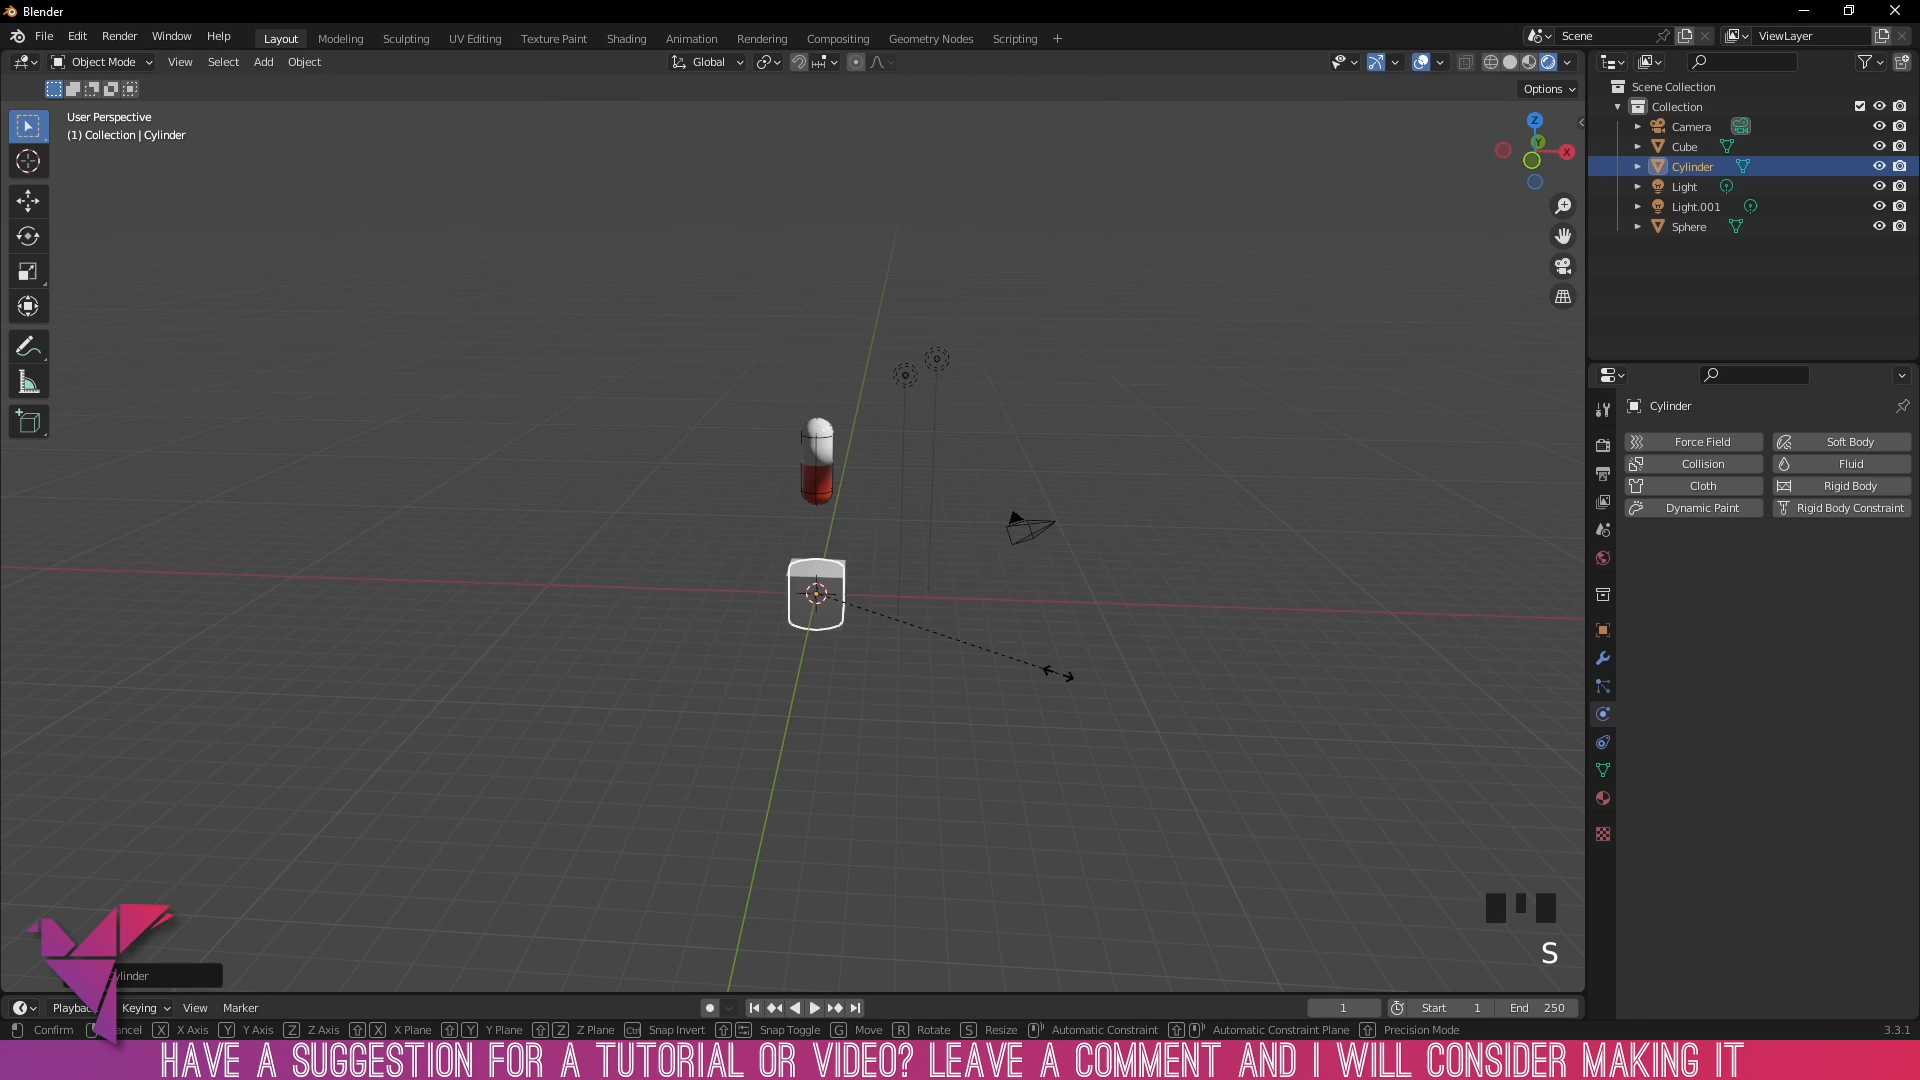 Blender
File Edit Render Window Help
Layout Modeling Sculpting UV Editing Texture Paint Shading Animation Rendering Compositing Geometry Nodes Scripting +
Scene
ViewLayer
Object Mode View Select Add Object
Global
Options
User Perspective
(1) Collection | Cylinder
Z
Y
X
Scene Collection
Collection
Camera
Cube
Cylinder
Light
Light.001
Sphere
Cylinder
Force Field Soft Body
Collision Fluid
Cloth Rigid Body
Dynamic Paint Rigid Body Constraint
S
Keying View Marker
1 Start 1 End 250
Confirm X X Axis Y Y Axis Z Z Axis X X Plane Y Y Plane Z Z Plane Ctrl Snap Invert Snap Toggle G Move R Rotate S Resize Automatic Constraint Automatic Constraint Plane Precision Mode 3.3.1
HAVE A SUGGESTION FOR A TUTORIAL OR VIDEO? LEAVE A COMMENT AND I WILL CONSIDER MAKING IT